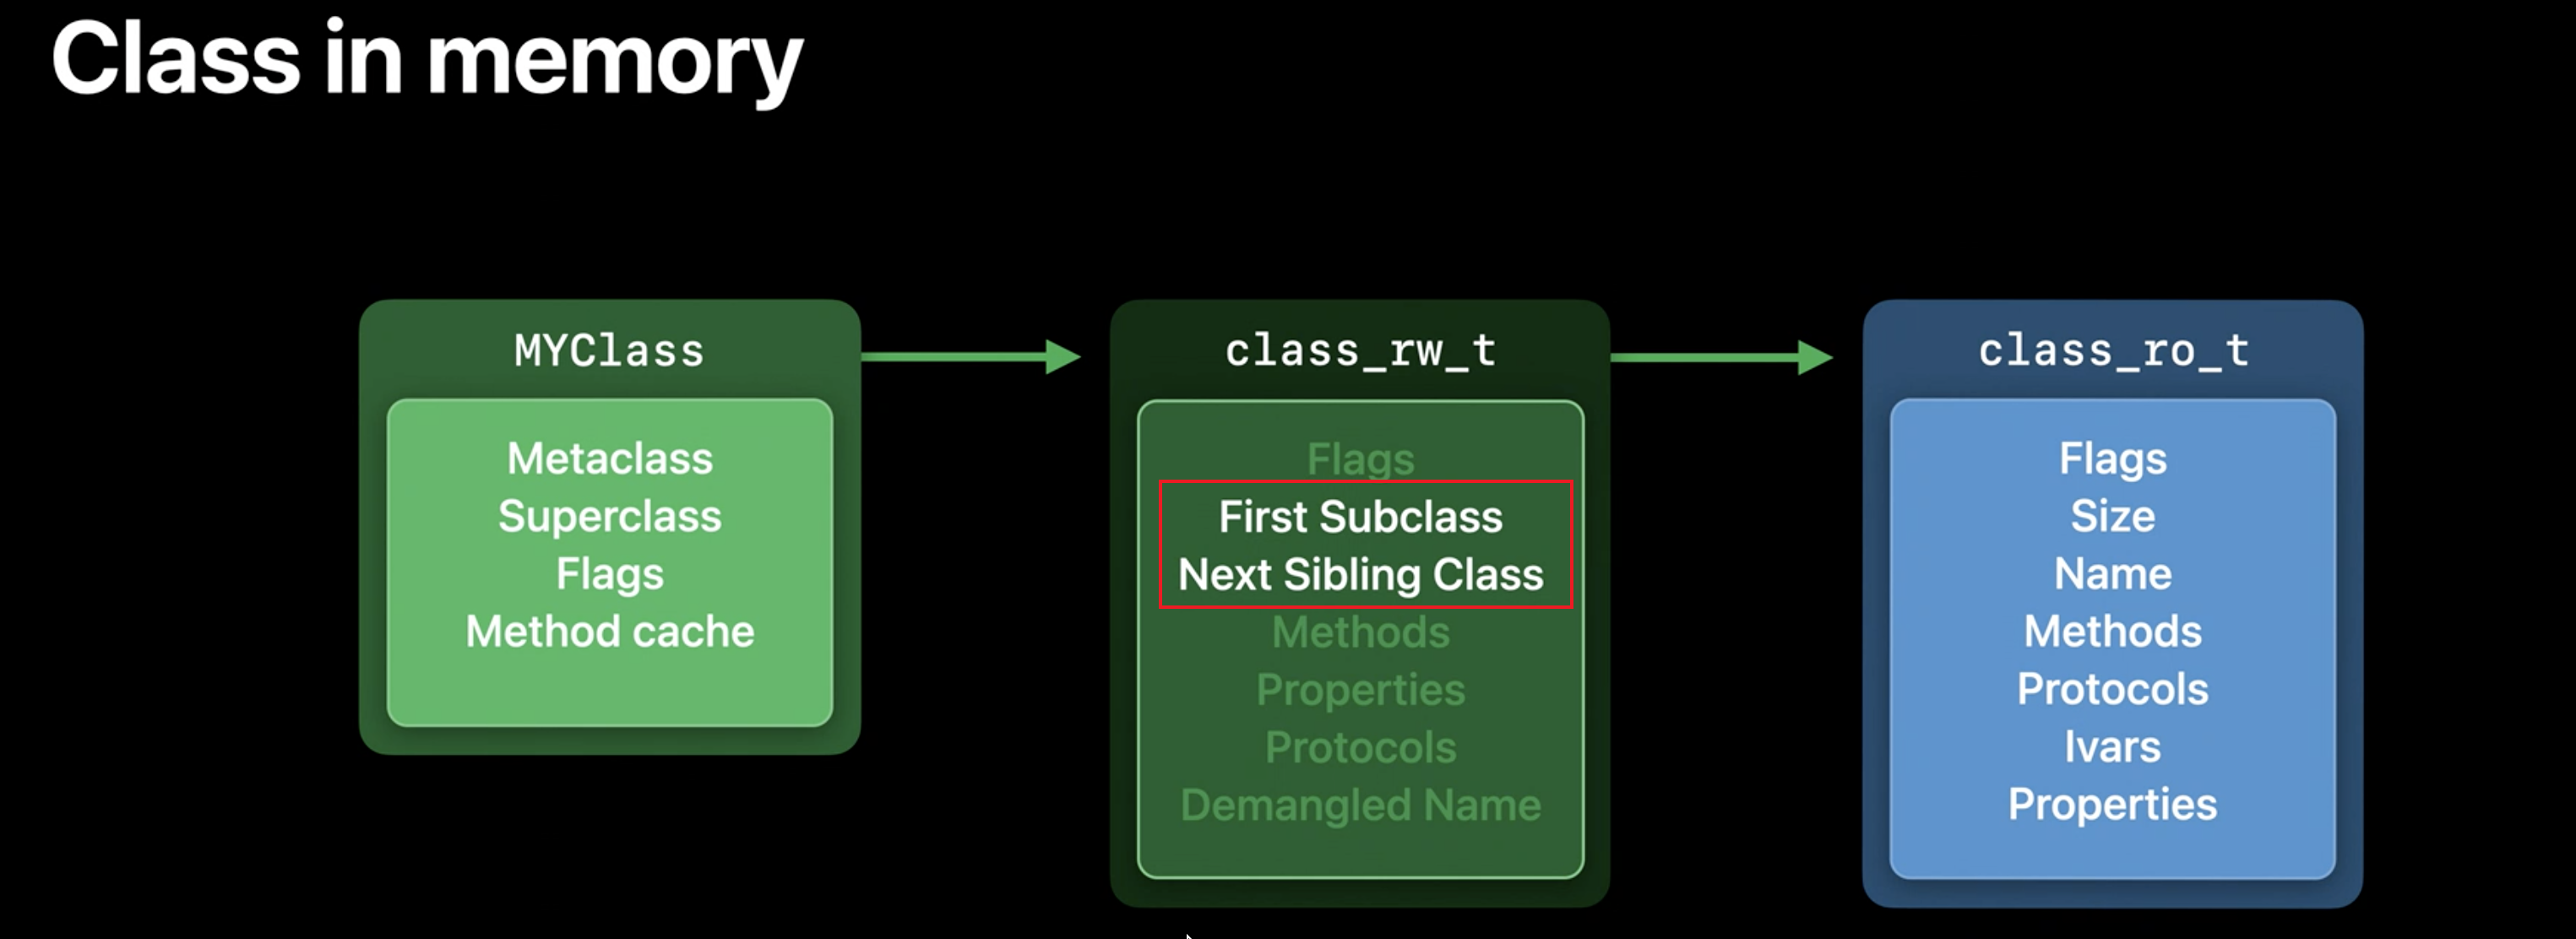 Class in memory
MYClass
Metaclass
Superclass
Flags
Method cache
class_rw_t
Flags
First Subclass
Next Sibling Class
Methods
Properties
Protocols
Demangled Name
class_ro_t
Flags
Size
Name
Methods
Protocols
Ivars
Properties